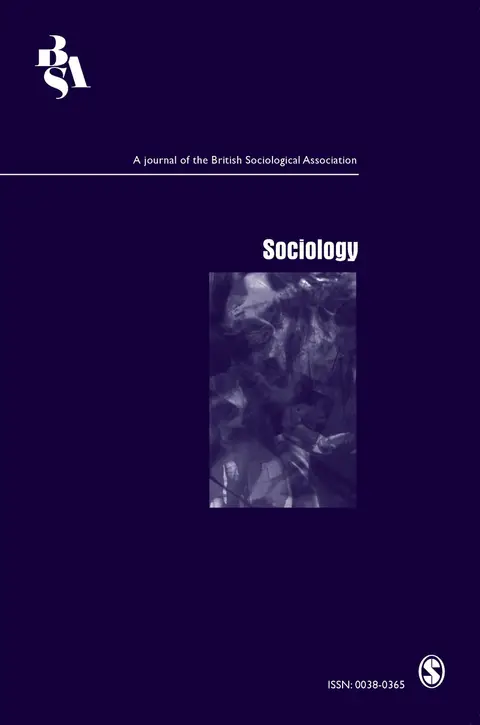 BSA
A journal of the British Sociological Association
Sociology
S
ISSN: 0038-0365